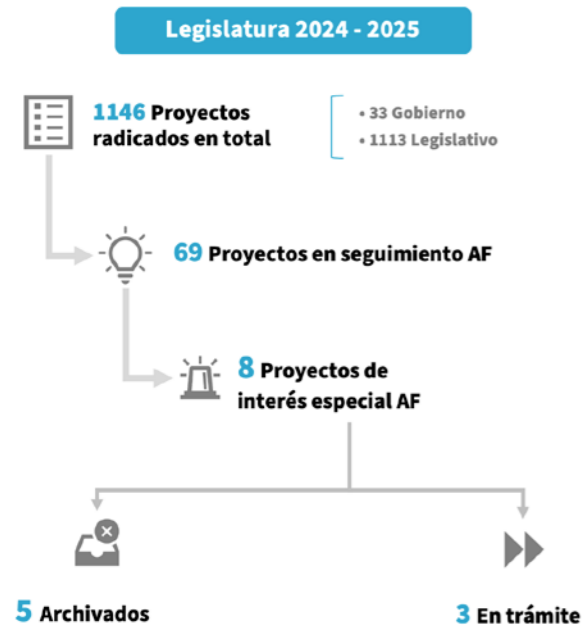 Legislatura 2024 - 2025
1146 Proyectos
radicados en total
• 33 Gobierno
• 1113 Legislativo
69 Proyectos en seguimiento AF
8 Proyectos de
interés especial AF
5 Archivados
3 En trámite